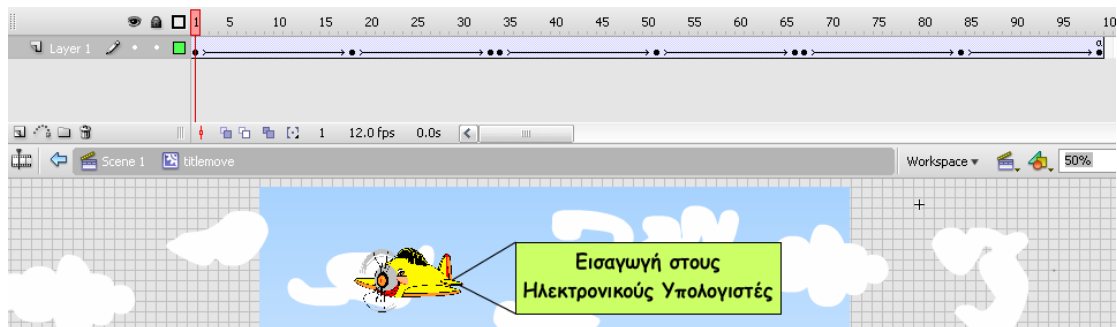 1 5 10 15 20 25 30 35 40 45 50 55 60 65 70 75 80 85 90 95 10
Layer 1
a
1 12.0 fps 0.0s
Scene 1 titlemove Workspace 50%
Εισαγωγή στους
Ηλεκτρονικούς Υπολογιστές